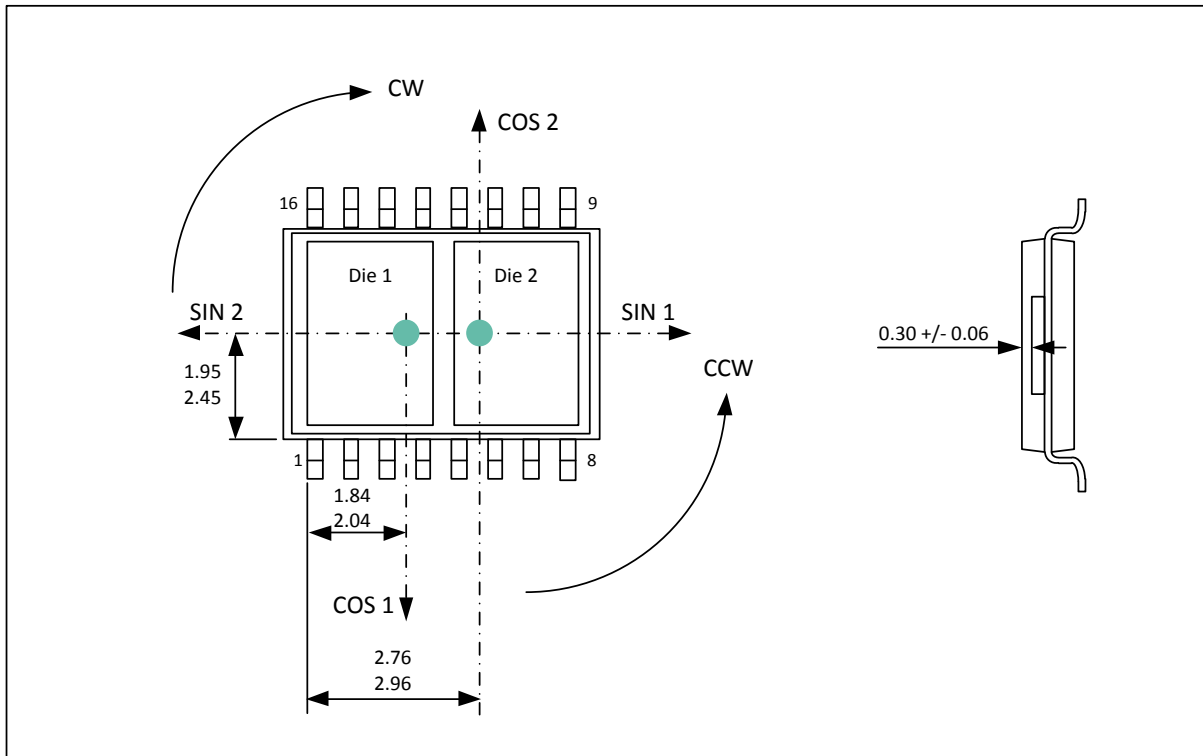 CW
COS 2
16
9
Die 1
Die 2
SIN 2
SIN 1
1.95
2.45
0.30 +/- 0.06
CCW
1
8
1.84
2.04
COS 1
2.76
2.96